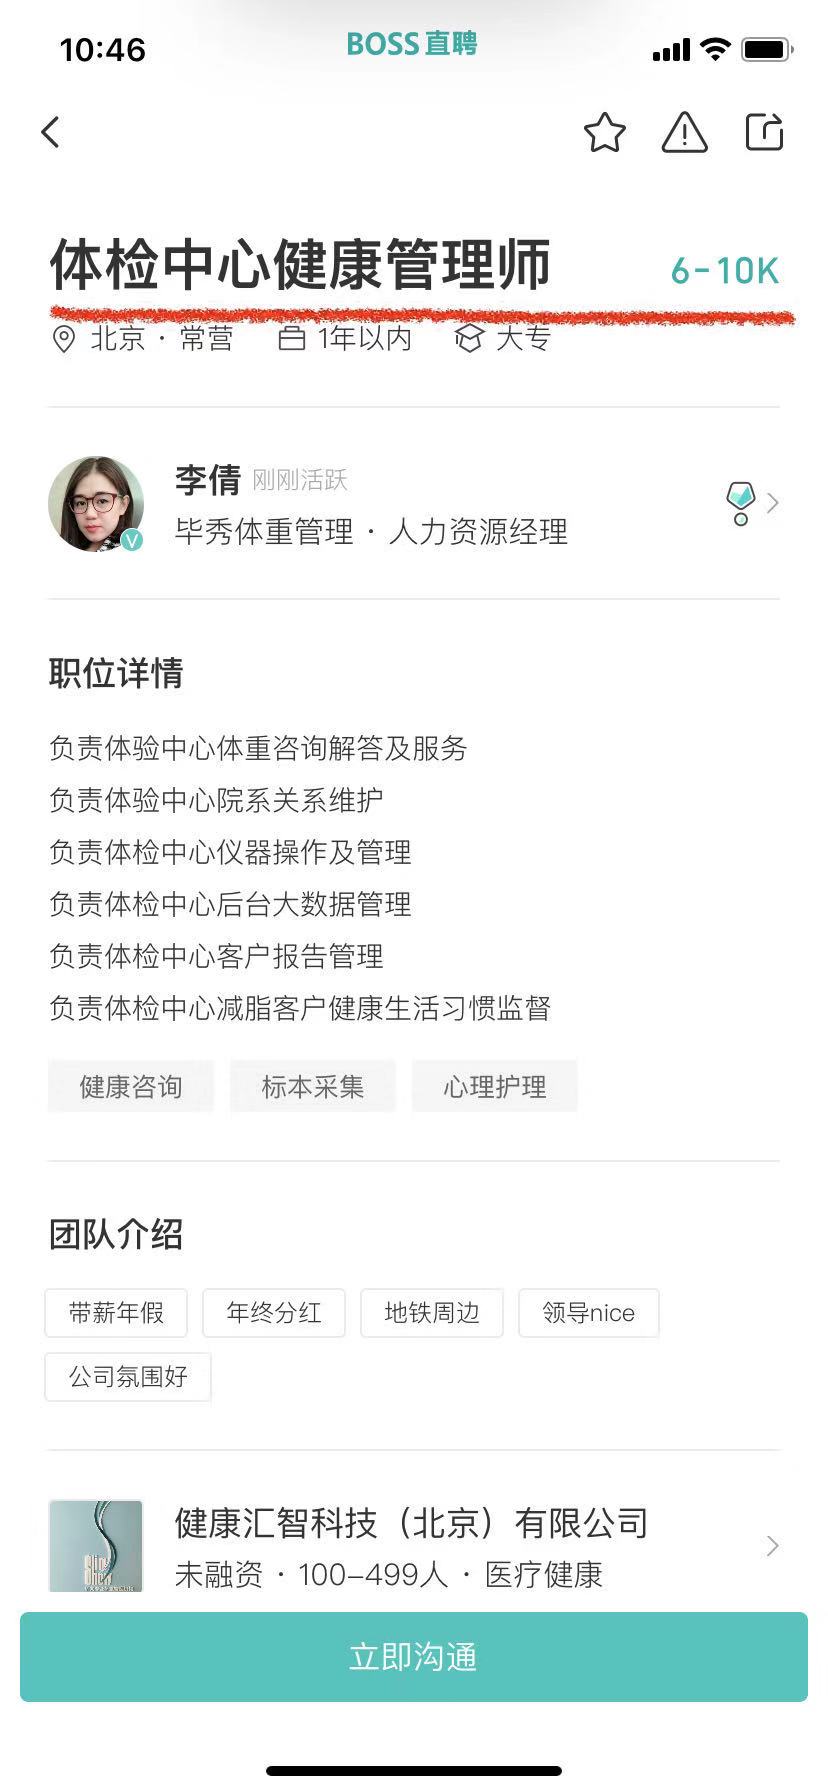 10:46
BOSS直聘
体检中心健康管理师 6-10K
北京 · 常营 1年以内 大专
李倩 刚刚活跃
毕秀体重管理 · 人力资源经理
职位详情
负责体验中心体重咨询解答及服务
负责体验中心院系关系维护
负责体检中心仪器操作及管理
负责体检中心后台大数据管理
负责体检中心客户报告管理
负责体检中心减脂客户健康生活习惯监督
健康咨询 标本采集 心理护理
团队介绍
带薪年假 年终分红 地铁周边 领导nice
公司氛围好
健康汇智科技（北京）有限公司
未融资 · 100-499人 · 医疗健康
立即沟通